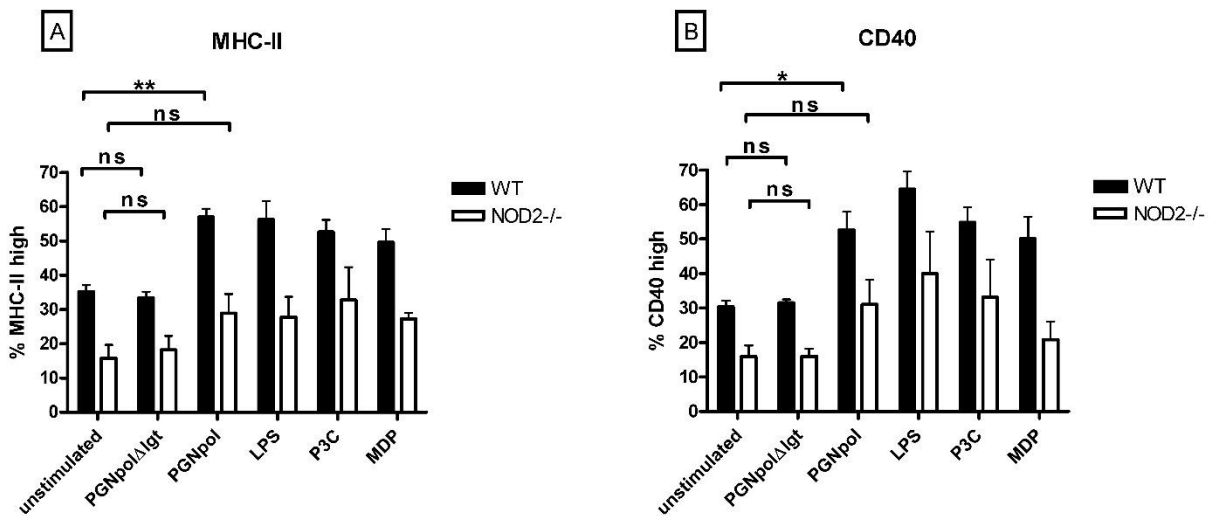 A
MHC-II
**
ns
ns
ns
% MHC-II high
70
60
50
40
30
20
10
0
unstimulated
PGNpolΔlgt
PGNpol
LPS
P3C
MDP
WT
NOD2-/-
B
CD40
*
ns
ns
ns
% CD40 high
70
60
50
40
30
20
10
0
unstimulated
PGNpolΔlgt
PGNpol
LPS
P3C
MDP
WT
NOD2-/-